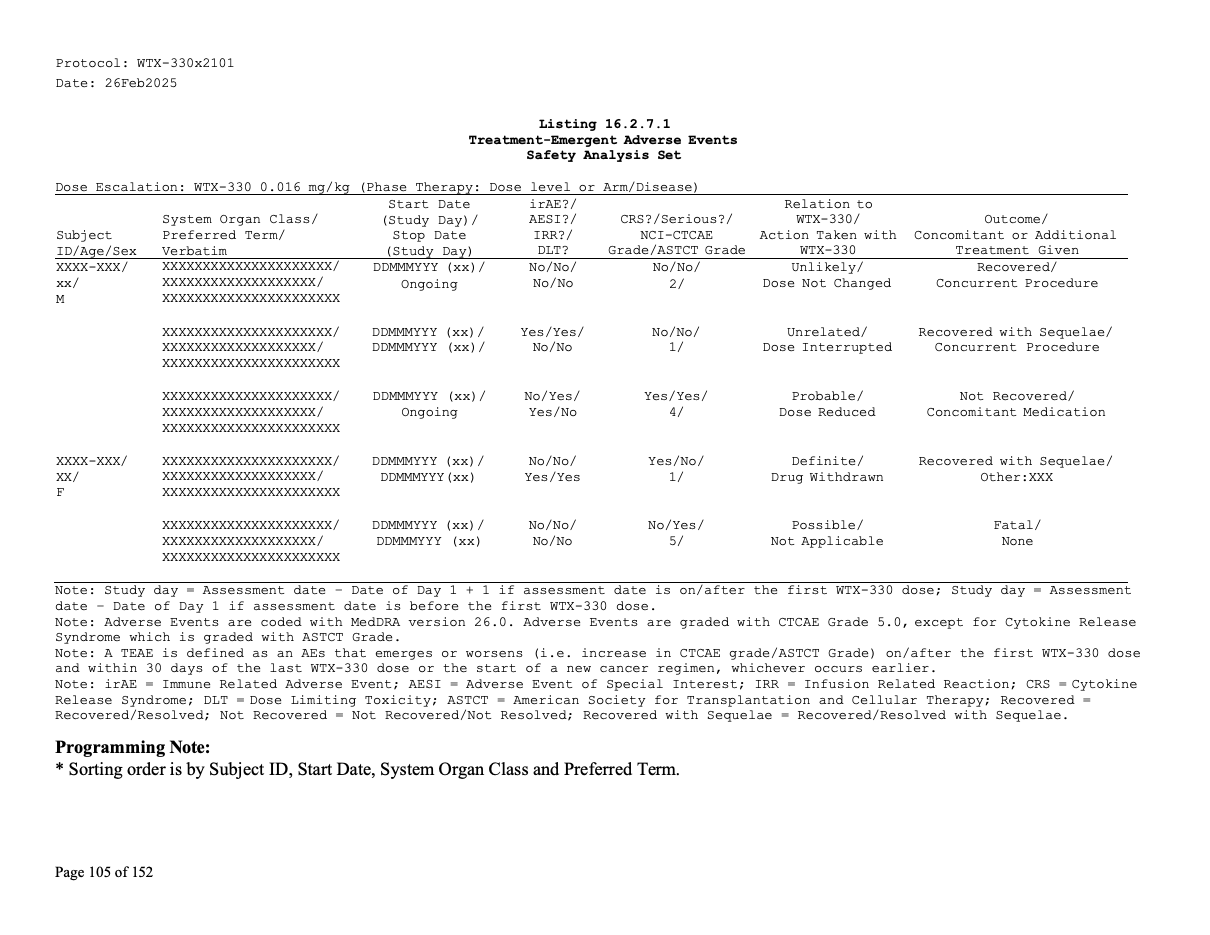 Protocol: WTX-330x2101
Date: 26Feb2025
Listing 16.2.7.1
Treatment-Emergent Adverse Events
Safety Analysis Set
Dose Escalation: WTX-330 0.016 mg/kg (Phase Therapy: Dose level or Arm/Disease)
Start Date irAE?/ Relation to
System Organ Class/ (Study Day)/ AESI?/ CRS?/Serious?/ WTX-330/ Outcome/
Subject Preferred Term/ Stop Date IRR?/ NCI-CTCAE Action Taken with Concomitant or Additional
ID/Age/Sex Verbatim (Study Day) DLT? Grade/ASTCT Grade WTX-330 Treatment Given
XXXX-XXX/ XXXXXXXXXXXXXXXXXXXXX/ DDMMMYYY (xx)/ No/No/ No/No/ Unlikely/ Recovered/
xx/ XXXXXXXXXXXXXXXXXXX/ Ongoing No/No 2/ Dose Not Changed Concurrent Procedure
M XXXXXXXXXXXXXXXXXXXXXX
XXXXXXXXXXXXXXXXXXXXX/ DDMMMYYY (xx)/ Yes/Yes/ No/No/ Unrelated/ Recovered with Sequelae/
XXXXXXXXXXXXXXXXXXX/ DDMMMYYY (xx)/ No/No 1/ Dose Interrupted Concurrent Procedure
XXXXXXXXXXXXXXXXXXXXXX
XXXXXXXXXXXXXXXXXXXXX/ DDMMMYYY (xx)/ No/Yes/ Yes/Yes/ Probable/ Not Recovered/
XXXXXXXXXXXXXXXXXXX/ Ongoing Yes/No 4/ Dose Reduced Concomitant Medication
XXXXXXXXXXXXXXXXXXXXXX
XXXX-XXX/ XXXXXXXXXXXXXXXXXXXXX/ DDMMMYYY (xx)/ No/No/ Yes/No/ Definite/ Recovered with Sequelae/
XX/ XXXXXXXXXXXXXXXXXXX/ DDMMMYYY(xx) Yes/Yes 1/ Drug Withdrawn Other:XXX
F XXXXXXXXXXXXXXXXXXXXXX
XXXXXXXXXXXXXXXXXXXXX/ DDMMMYYY (xx)/ No/No/ No/Yes/ Possible/ Fatal/
XXXXXXXXXXXXXXXXXXX/ DDMMMYYY (xx) No/No 5/ Not Applicable None
XXXXXXXXXXXXXXXXXXXXXX
Note: Study day = Assessment date – Date of Day 1 + 1 if assessment date is on/after the first WTX-330 dose; Study day = Assessment
date – Date of Day 1 if assessment date is before the first WTX-330 dose.
Note: Adverse Events are coded with MedDRA version 26.0. Adverse Events are graded with CTCAE Grade 5.0, except for Cytokine Release
Syndrome which is graded with ASTCT Grade.
Note: A TEAE is defined as an AEs that emerges or worsens (i.e. increase in CTCAE grade/ASTCT Grade) on/after the first WTX-330 dose
and within 30 days of the last WTX-330 dose or the start of a new cancer regimen, whichever occurs earlier.
Note: irAE = Immune Related Adverse Event; AESI = Adverse Event of Special Interest; IRR = Infusion Related Reaction; CRS = Cytokine
Release Syndrome; DLT = Dose Limiting Toxicity; ASTCT = American Society for Transplantation and Cellular Therapy; Recovered =
Recovered/Resolved; Not Recovered = Not Recovered/Not Resolved; Recovered with Sequelae = Recovered/Resolved with Sequelae.
Programming Note:
* Sorting order is by Subject ID, Start Date, System Organ Class and Preferred Term.
Page 105 of 152